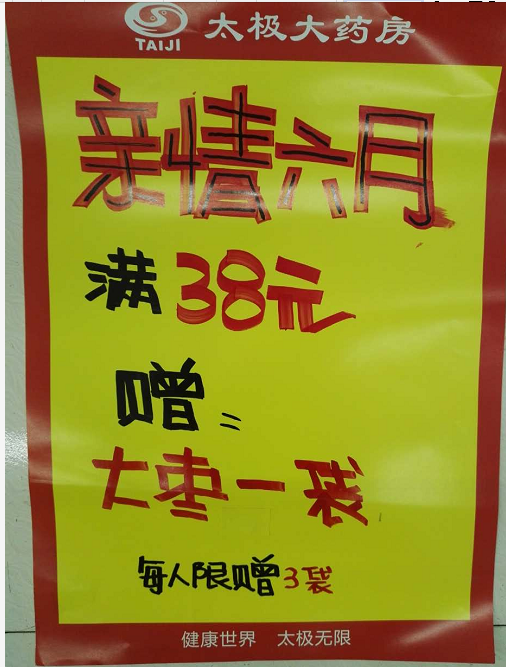 TAIJI 太极大药房
亲情六月
满38元
赠=
大枣一袋
每人限赠3袋
健康世界 太极无限